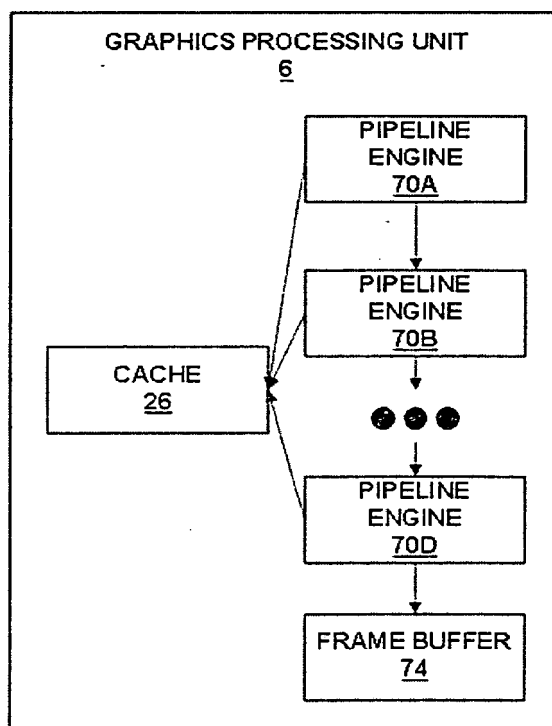 GRAPHICS PROCESSING UNIT
6
PIPELINE
ENGINE
70A
PIPELINE
ENGINE
70B
CACHE
26
PIPELINE
ENGINE
70D
FRAME BUFFER
74